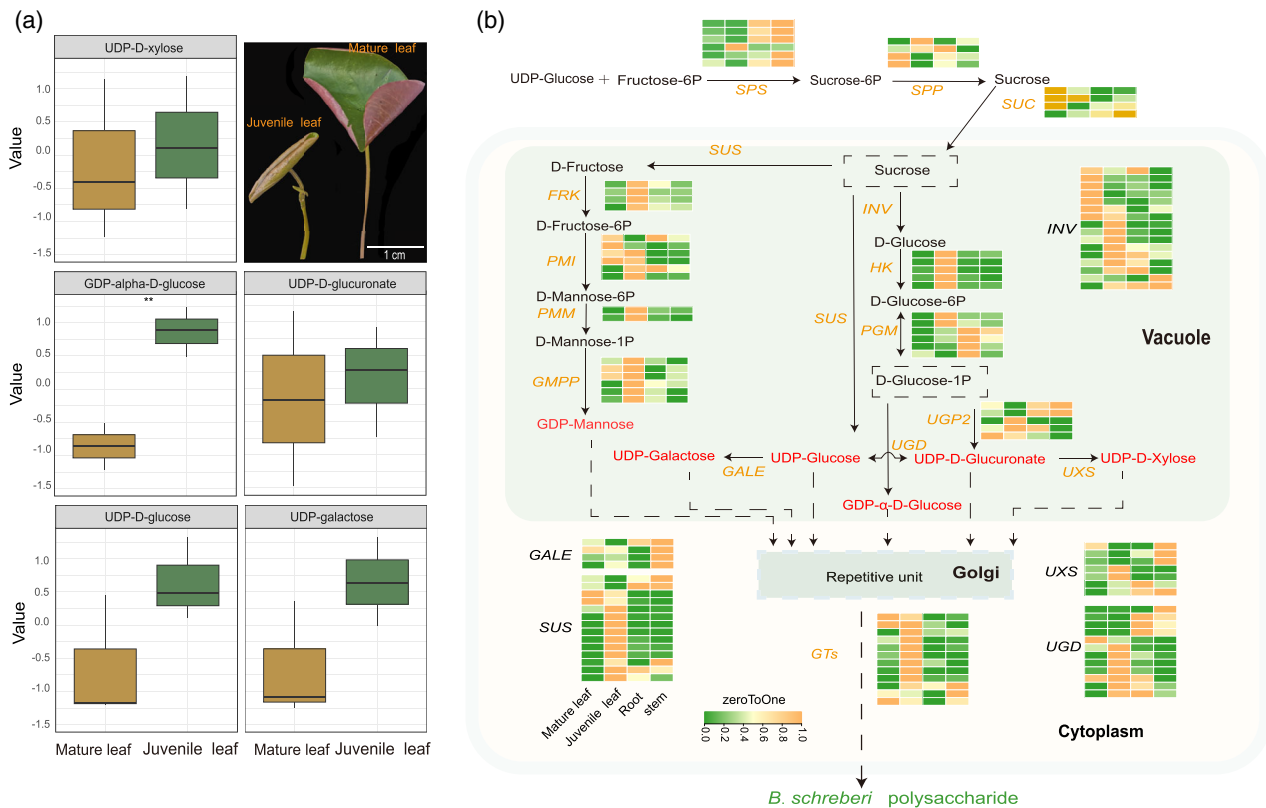 (a)
UDP-D-xylose
Value
1.0
0.5
0.0
-0.5
-1.0
-1.5
Mature leaf
Juvenile leaf
1 cm
GDP-alpha-D-glucose
**
Value
1.0
0.5
0.0
-0.5
-1.0
-1.5
UDP-D-glucuronate
UDP-D-glucose
Value
1.0
0.5
0.0
-0.5
-1.0
-1.5
UDP-galactose
Mature leaf
Juvenile leaf
Mature leaf
Juvenile leaf
(b)
UDP-Glucose + Fructose-6P
SPS
Sucrose-6P
SPP
Sucrose
SUC
SUS
D-Fructose
Sucrose
FRK
INV
INV
D-Fructose-6P
D-Glucose
PMI
HK
D-Mannose-6P
D-Glucose-6P
PMM
SUS
PGM
Vacuole
D-Mannose-1P
GMPP
D-Glucose-1P
GDP-Mannose
UGP2
UGD
UDP-Galactose
GALE
UDP-Glucose
UDP-D-Glucuronate
UXS
UDP-D-Xylose
GDP-α-D-Glucose
GALE
Repetitive unit
Golgi
UXS
SUS
GTs
UGD
Mature leaf
Juvenile leaf
Root
stem
zeroToOne
0.0
0.2
0.4
0.6
0.8
1.0
Cytoplasm
B. schreberi polysaccharide